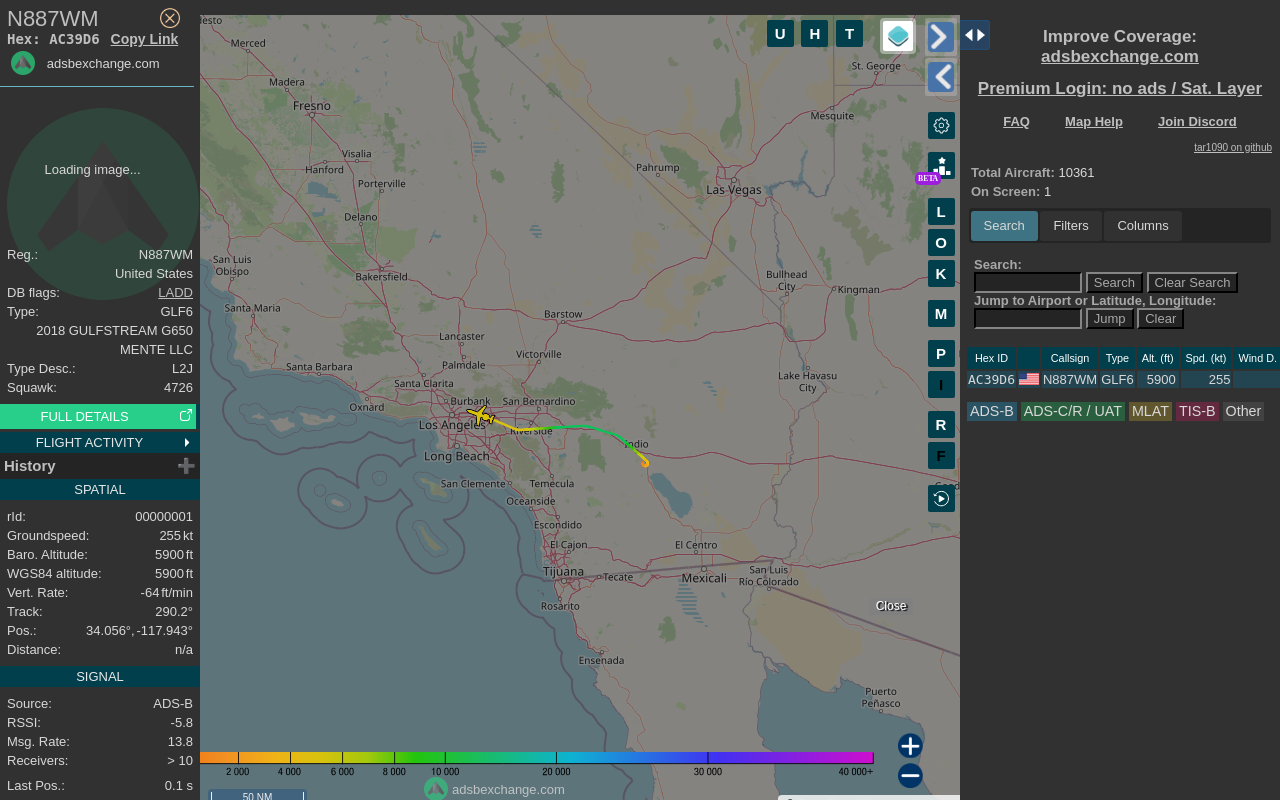 N887WM
Hex: AC39D6 Copy Link
adsbexchange.com
Loading image...
Reg.: N887WM
United States
DB flags: LADD
Type: GLF6
2018 GULFSTREAM G650
MENTE LLC
Type Desc.: L2J
Squawk: 4726
FULL DETAILS
FLIGHT ACTIVITY
History
SPATIAL
rId: 00000001
Groundspeed: 255 kt
Baro. Altitude: 5900 ft
WGS84 altitude: 5900 ft
Vert. Rate: -64 ft/min
Track: 290.2°
Pos.: 34.056°, -117.943°
Distance: n/a
SIGNAL
Source: ADS-B
RSSI: -5.8
Msg. Rate: 13.8
Receivers: > 10
Last Pos.: 0.1 s
Merced
Madera
Fresno
Visalia
Hanford
Porterville
Delano
San Luis
Obispo
Bakersfield
Santa Maria
Lancaster
Palmdale
Santa Barbara
Santa Clarita
Oxnard
Burbank
San Bernardino
Los Angeles
Riverside
Long Beach
Indio
San Clemente
Temecula
Oceanside
Escondido
El Cajon
Tijuana
Tecate
Rosarito
Ensenada
Barstow
Victorville
Pahrump
Las Vegas
St. George
Mesquite
Bullhead
City
Kingman
Lake Havasu
City
El Centro
Mexicali
San Luis
Río Colorado
Puerto
Peñasco
Close
U H T
BETA
L
O
K
M
P
I
R
F
2 000 4 000 6 000 8 000 10 000 20 000 30 000 40 000+
adsbexchange.com
50 NM
Improve Coverage:
adsbexchange.com
Premium Login: no ads / Sat. Layer
FAQ Map Help Join Discord
tar1090 on github
Total Aircraft: 10361
On Screen: 1
Search Filters Columns
Search:
Search Clear Search
Jump to Airport or Latitude, Longitude:
Jump Clear
Hex ID Callsign Type Alt. (ft) Spd. (kt) Wind D.
AC39D6 N887WM GLF6 5900 255
ADS-B ADS-C/R / UAT MLAT TIS-B Other